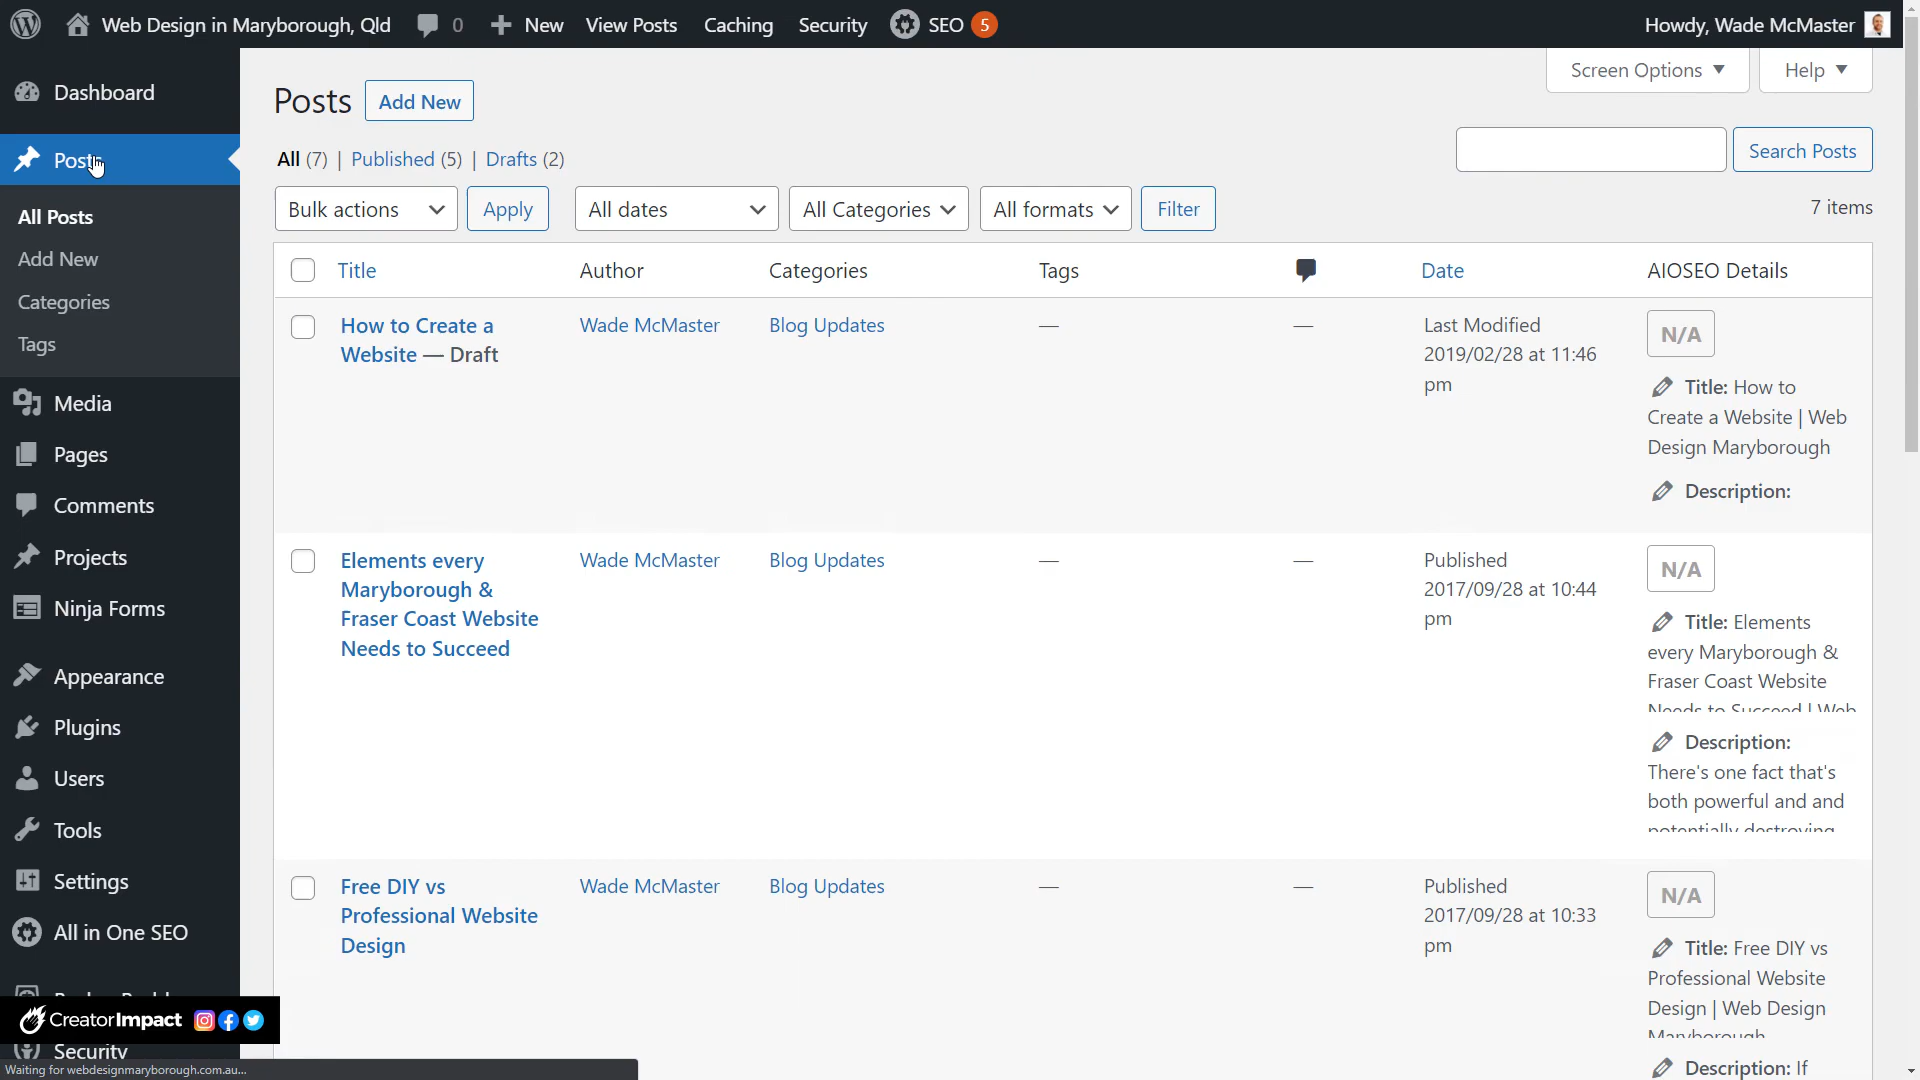 Web Design in Maryborough, Qld 0 New View Posts Caching Security SEO 5 Howdy, Wade McMaster
Screen Options Help
Dashboard
Posts
All Posts
Add New
Categories
Tags
Media
Pages
Comments
Projects
Ninja Forms
Appearance
Plugins
Users
Tools
Settings
All in One SEO
CreatorImpact
Security
Waiting for webdesignmaryborough.com.au...
Posts Add New
All (7) | Published (5) | Drafts (2)
Search Posts
Bulk actions Apply All dates All Categories All formats Filter 7 items
Title Author Categories Tags Date AIOSEO Details
How to Create a
Website — Draft
Wade McMaster
Blog Updates
—
—
Last Modified
2019/02/28 at 11:46
pm
N/A
Title: How to
Create a Website | Web
Design Maryborough
Description:
Elements every
Maryborough &
Fraser Coast Website
Needs to Succeed
Wade McMaster
Blog Updates
—
—
Published
2017/09/28 at 10:44
pm
N/A
Title: Elements
every Maryborough &
Fraser Coast Website
Needs to Succeed | Web
Description:
There's one fact that's
both powerful and and
potentially destroying
Free DIY vs
Professional Website
Design
Wade McMaster
Blog Updates
—
—
Published
2017/09/28 at 10:33
pm
N/A
Title: Free DIY vs
Professional Website
Design | Web Design
Maryborough
Description: If